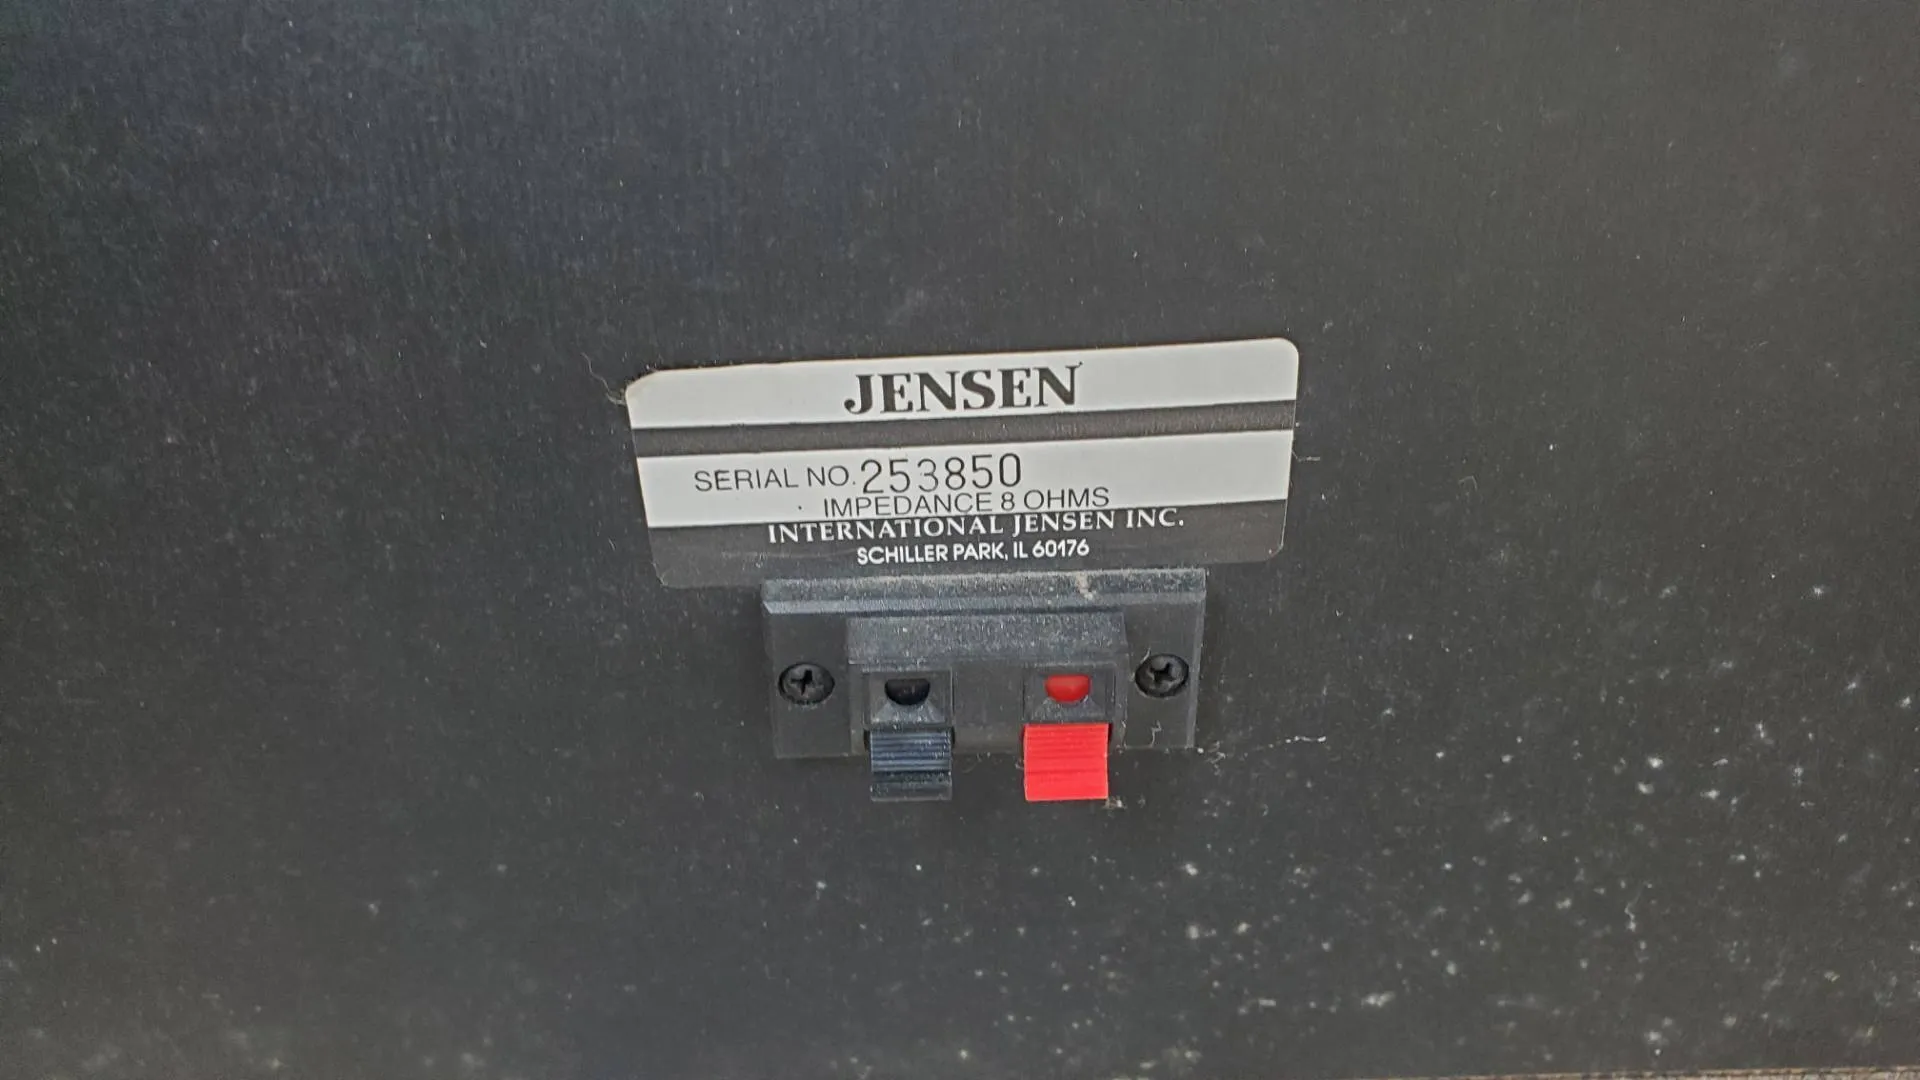 JENSEN
SERIAL NO. 253850
IMPEDANCE 8 OHMS
INTERNATIONAL JENSEN INC.
SCHILLER PARK, IL 60176